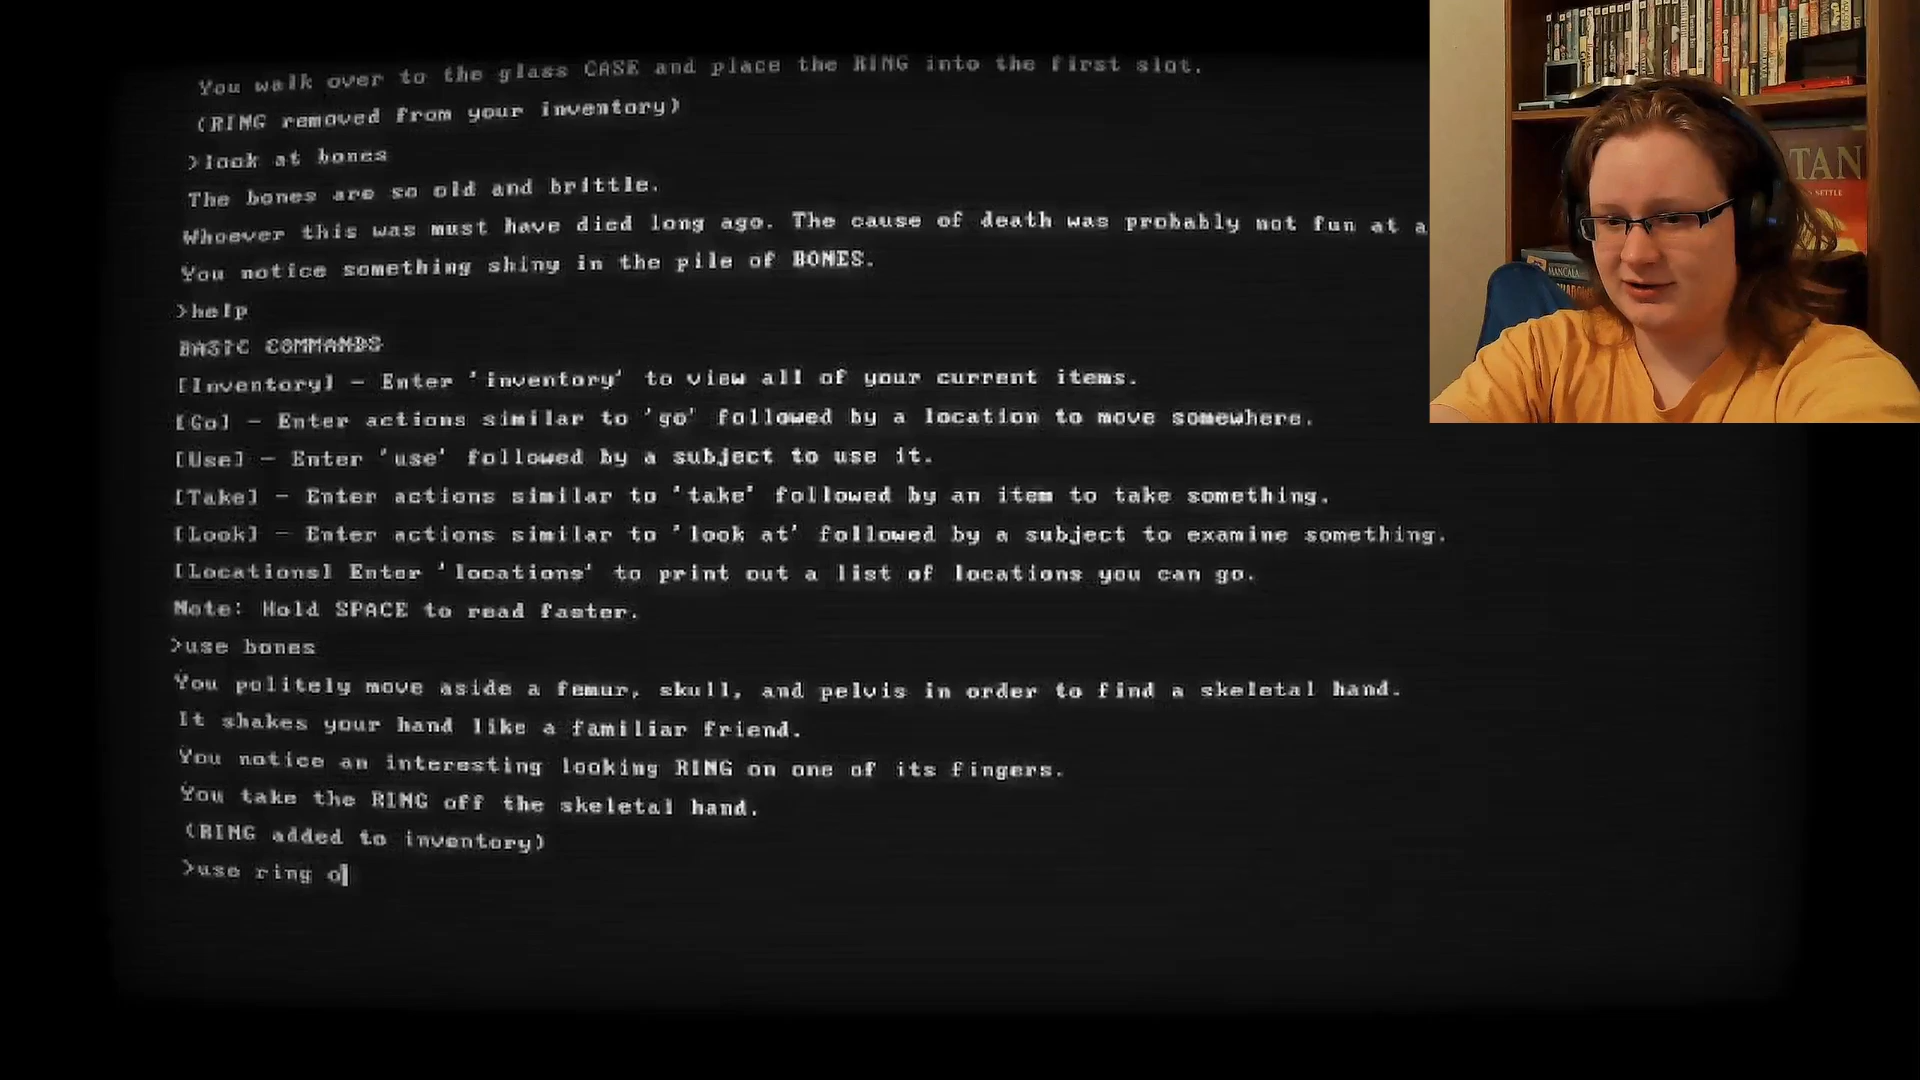 You walk over to the glass CASE and place the RING into the first slot.
(RING removed from your inventory)
>look at bones
The bones are so old and brittle.
Whoever this was must have died long ago. The cause of death was probably not fun at a
You notice something shiny in the pile of BONES.
>help
BASIC COMMANDS
[Inventory] - Enter 'inventory' to view all of your current items.
[Go] - Enter actions similar to 'go' followed by a location to move somewhere.
[Use] - Enter 'use' followed by a subject to use it.
[Take] - Enter actions similar to 'take' followed by an item to take something.
[Look] - Enter actions similar to 'look at' followed by a subject to examine something.
[Locations] Enter 'locations' to print out a list of locations you can go.
Note: Hold SPACE to read faster.
>use bones
You politely move aside a femur, skull, and pelvis in order to find a skeletal hand.
It shakes your hand like a familiar friend.
You notice an interesting looking RING on one of its fingers.
You take the RING off the skeletal hand.
(RING added to inventory)
>use ring o
TAN
SETTLE
MANCALA